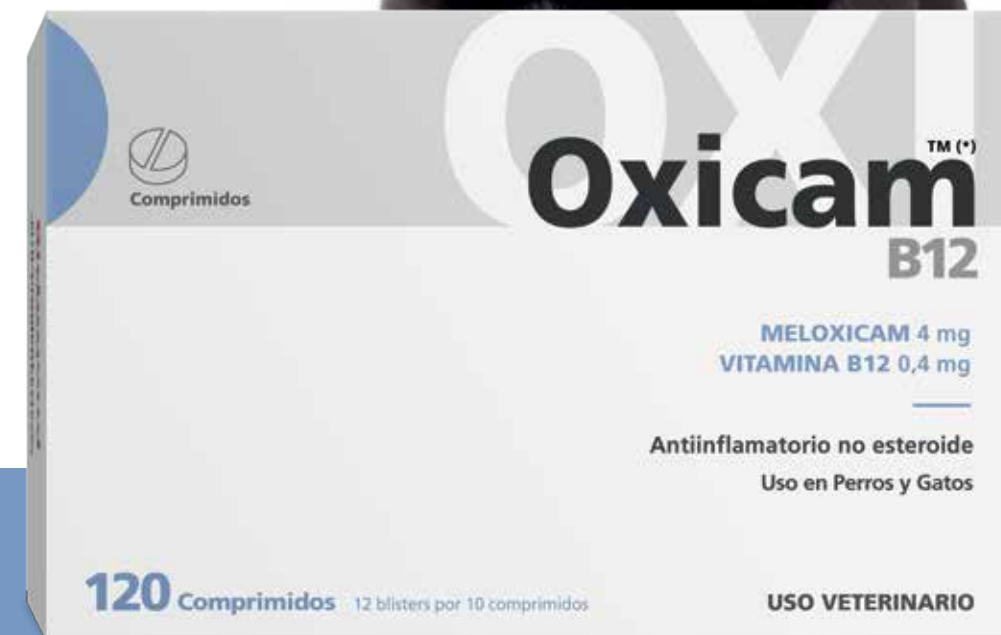 OXI
Comprimidos
Oxicam TM (*)
B12
MELOXICAM 4 mg
VITAMINA B12 0,4 mg
Antiinflamatorio no esteroide
Uso en Perros y Gatos
120 Comprimidos 12 blisters por 10 comprimidos
USO VETERINARIO